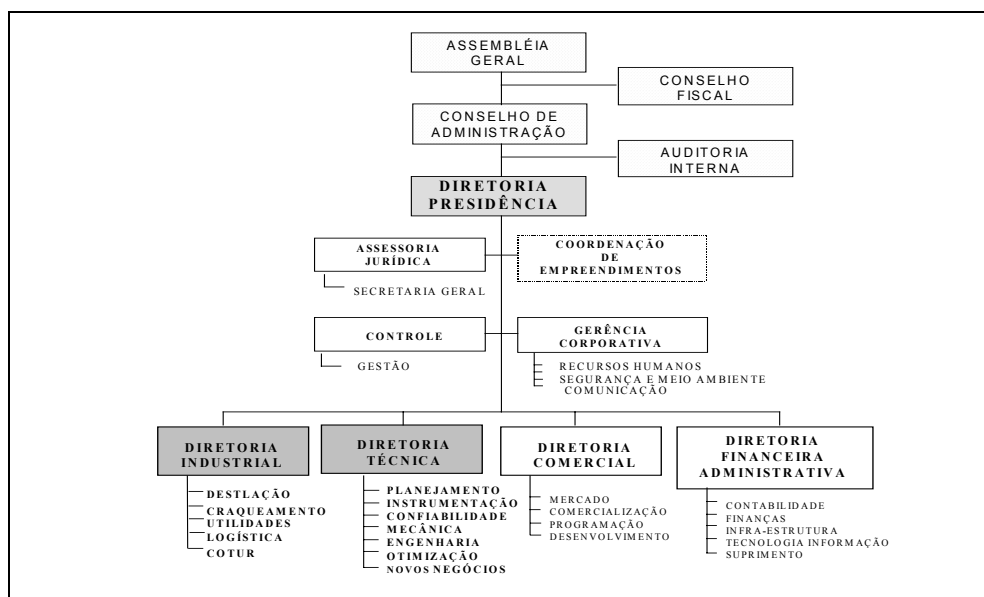 ASSEMBLÉIA
GERAL
CONSELHO
FISCAL
CONSELHO DE
ADMINISTRAÇÃO
AUDITORIA
INTERNA
DIRETORIA
PRESIDÊNCIA
ASSESSORIA
JURÍDICA
SECRETARIA GERAL
COORDENAÇÃO
DE
EMPREENDIMENTOS
CONTROLE
GESTÃO
GERÊNCIA
CORPORATIVA
RECURSOS HUMANOS
SEGURANÇA E MEIO AMBIENTE
COMUNICAÇÃO
DIRETORIA
INDUSTRIAL
DESTLAÇÃO
CRAQUEAMENTO
UTILIDADES
LOGÍSTICA
COTUR
DIRETORIA
TÉCNICA
PLANEJAMENTO
INSTRUMENTAÇÃO
CONFIABILIDADE
MECÂNICA
ENGENHARIA
OTIMIZAÇÃO
NOVOS NEGÓCIOS
DIRETORIA
COMERCIAL
MERCADO
COMERCIALIZAÇÃO
PROGRAMAÇÃO
DESENVOLVIMENTO
DIRETORIA
FINANCEIRA
ADMINISTRATIVA
CONTABILIDADE
FINANÇAS
INFRA-ESTRUTURA
TECNOLOGIA INFORMAÇÃO
SUPRIMENTO